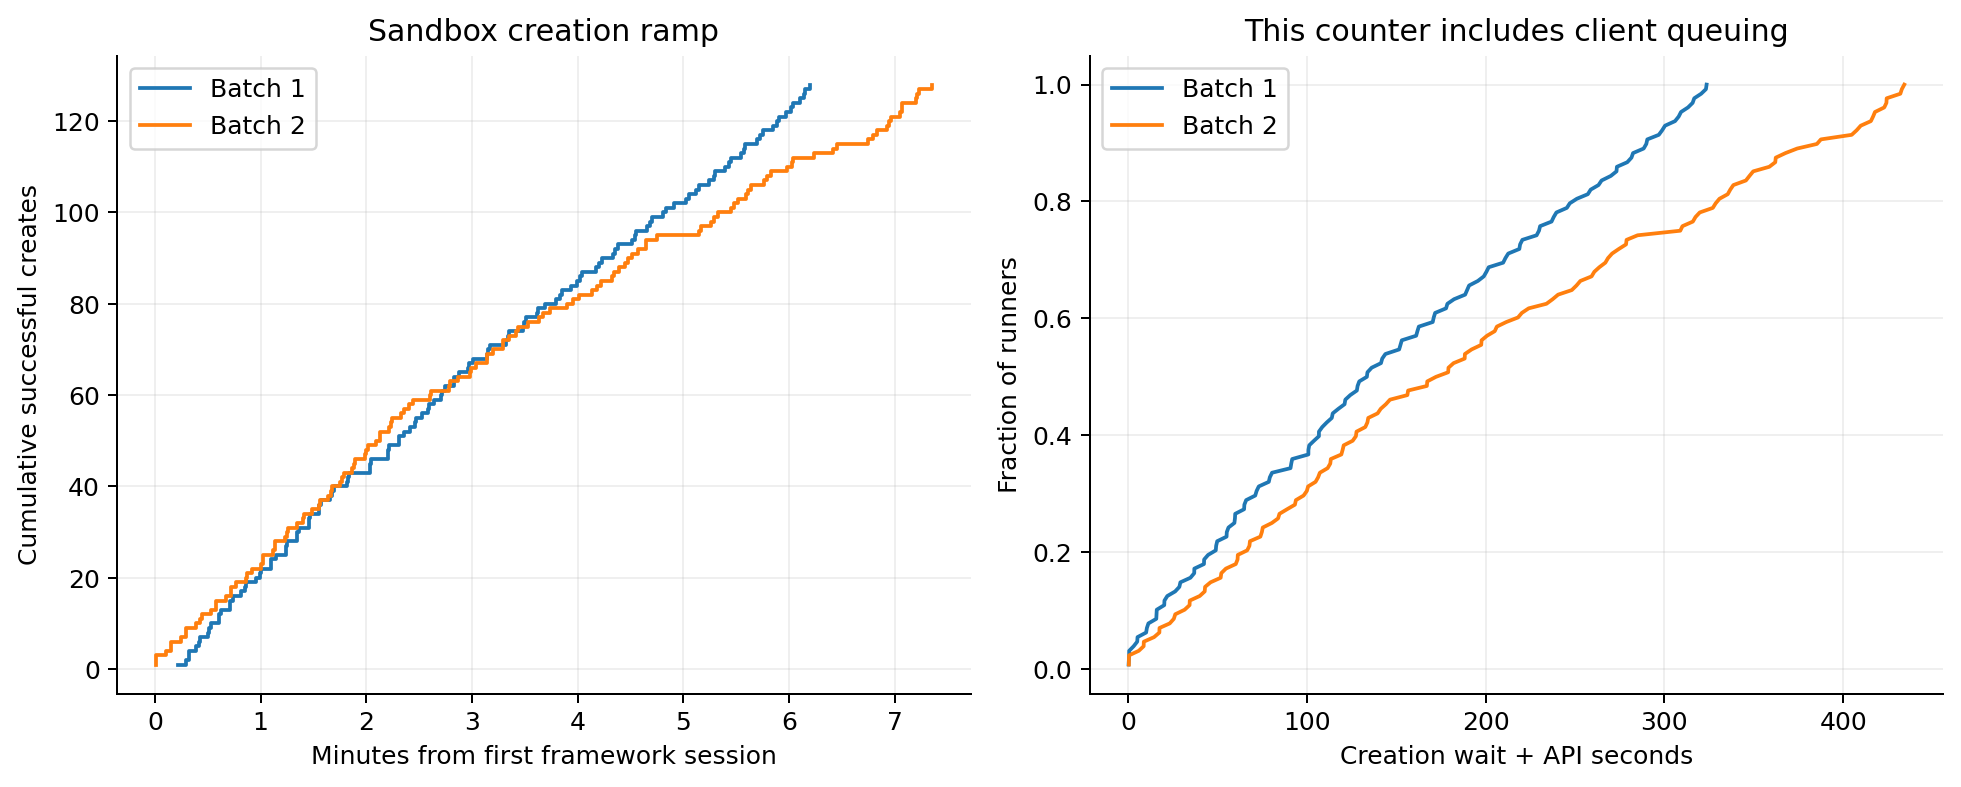 Sandbox creation ramp
Batch 1
Batch 2
Cumulative successful creates
120
100
80
60
40
20
0
0 1 2 3 4 5 6 7
Minutes from first framework session
This counter includes client queuing
Batch 1
Batch 2
Fraction of runners
1.0
0.8
0.6
0.4
0.2
0.0
0 100 200 300 400
Creation wait + API seconds